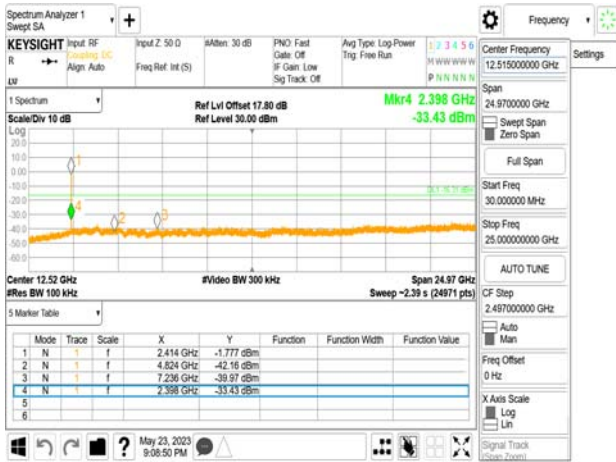 Spectrum Analyzer 1
Swept SA
Frequency
Settings
KEYSIGHT
Input: RF
Coupling: DC
Align: Auto
Input Z: 50 Ω
Freq Ref: Int (S)
#Atten: 30 dB
PNO: Fast
Gate: Off
IF Gain: Low
Sig Track: Off
Avg Type: Log-Power
Trig: Free Run
1 2 3 4 5 6
M W W W W W
P N N N N N
R
1 Spectrum
Scale/Div 10 dB
Log
Ref Lvl Offset 17.80 dB
Ref Level 30.00 dBm
Mkr4 2.398 GHz
-33.43 dBm
20.0
10.0
0.00
-10.0
-20.0
-30.0
-40.0
-50.0
-60.0
1
4
2
3
Center 12.52 GHz
#Res BW 100 kHz
#Video BW 300 kHz
Span 24.97 GHz
Sweep ~2.39 s (24971 pts)
5 Marker Table
Mode Trace Scale X Y Function Function Width Function Value
1 N 1 f 2.414 GHz -1.777 dBm
2 N 1 f 4.824 GHz -42.16 dBm
3 N 1 f 7.236 GHz -39.97 dBm
4 N 1 f 2.398 GHz -33.43 dBm
5
6
May 23, 2023
9:08:50 PM
Center Frequency
12.515000000 GHz
Span
24.9700000 GHz
Swept Span
Zero Span
Full Span
Start Freq
30.000000 MHz
Stop Freq
25.000000000 GHz
AUTO TUNE
CF Step
2.497000000 GHz
Auto
Man
Freq Offset
0 Hz
X Axis Scale
Log
Lin
Signal Track
(Span Zoom)